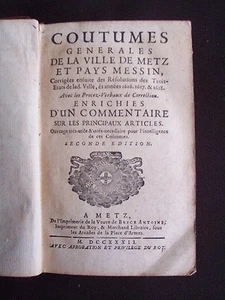 COUTUMES
GENERALES
DE LA VILLE DE METZ
ET PAYS MESSIN,
Corrigées ensuite des Résolutions des Trois-
Etats de lad. Ville, ès années 1616. 1617. & 1618.
Avec les Procez-Verbaux de Correction.
ENRICHIES
D'UN COMMENTAIRE
SUR LES PRINCIPAUX ARTICLES.
Ouvrage très-utile & très-nécessaire pour l'intelligence
de ces Coûtumes.
SECONDE EDITION.
A METZ,
De l'Imprimerie de la Veuve de BRICE ANTOINE,
Imprimeur du Roy, & Marchand Libraire, sous
les Arcades de la Place d'Armes.
M. DCCXXXII.
AVEC APROBATION ET PRIVILEGE DU ROY.